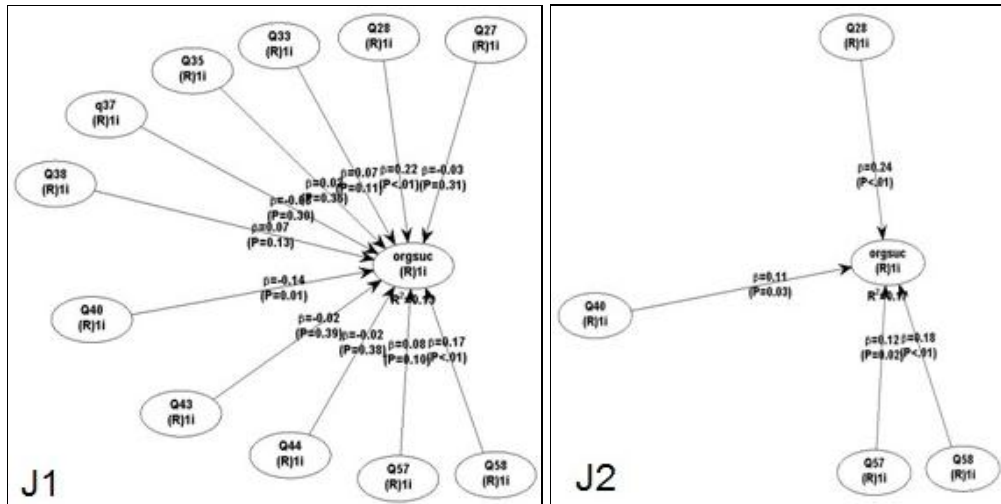 Q33
(R)1i
Q28
(R)1i
Q27
(R)1i
Q35
(R)1i
q37
(R)1i
Q38
(R)1i
β=0.07
(P=0.11)
β=0.22
(P<.01)
β=-0.03
(P=0.31)
(P=0.30)
β=0.07
(P=0.13)
orgsuc
(R)1i
Q40
(R)1i
β=-0.14
(P=0.01)
β=-0.02
(P=0.39)
β=-0.02
(P=0.38)
β=0.08
(P=0.10)
β=0.17
(P<.01)
Q43
(R)1i
Q44
(R)1i
Q57
(R)1i
Q58
(R)1i
J1
Q28
(R)1i
β=0.24
(P<.01)
orgsuc
(R)1i
Q40
(R)1i
β=0.11
(P=0.03)
β=0.12
(P=0.02)
β=0.18
(P<.01)
Q57
(R)1i
Q58
(R)1i
J2